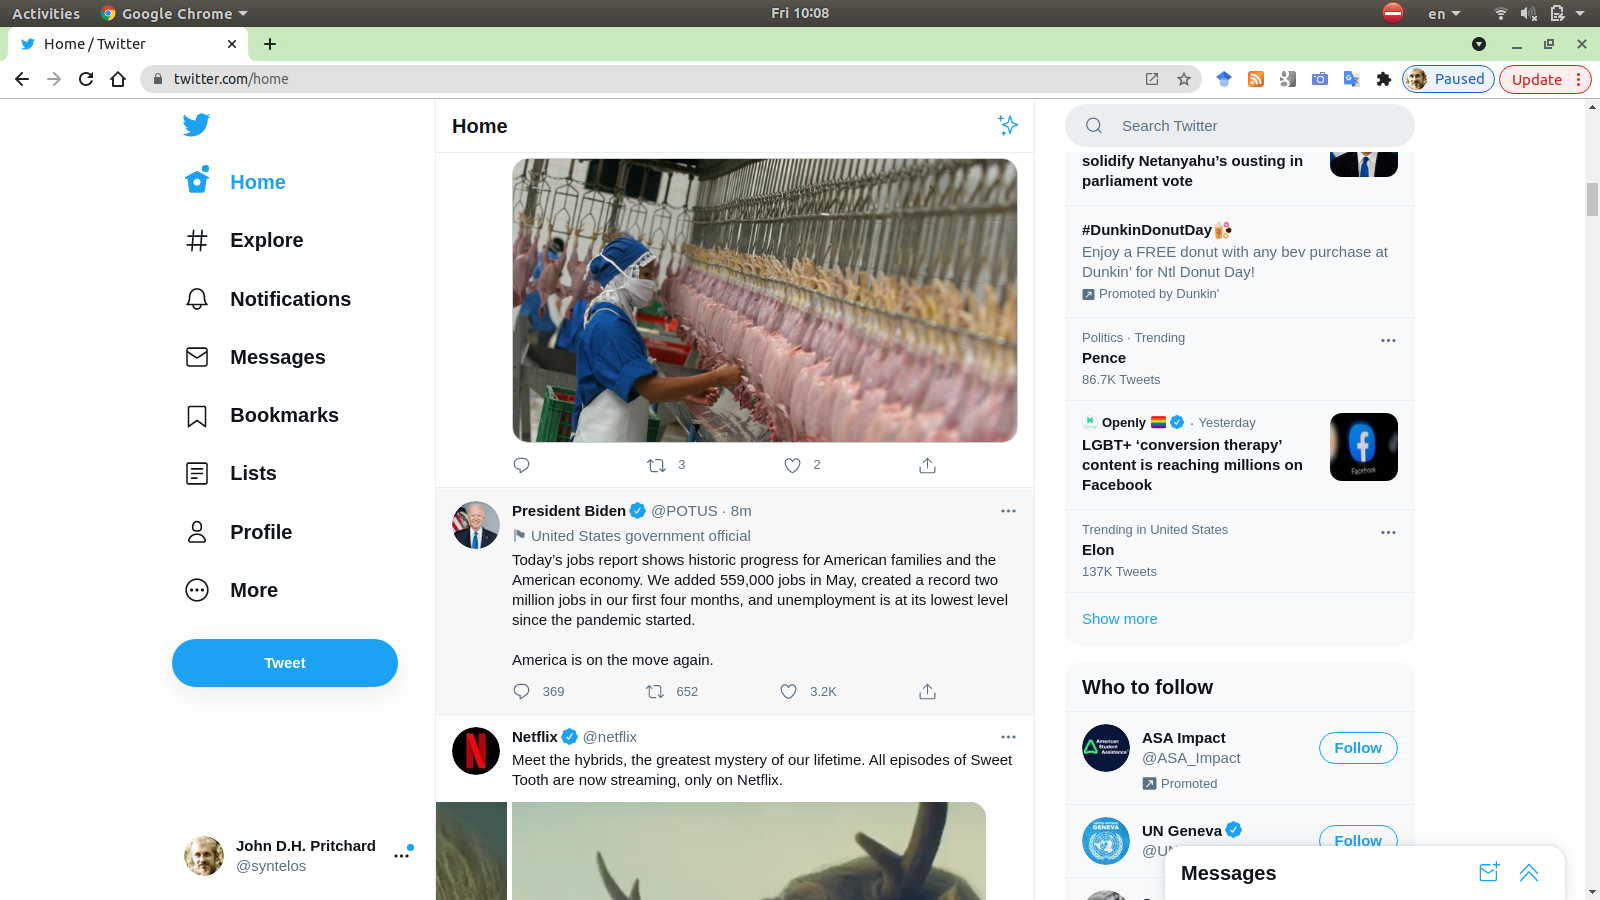 Activities
Google Chrome
Fri 10:08
en
Home / Twitter
twitter.com/home
Paused
Update
Home
Explore
Notifications
Messages
Bookmarks
Lists
Profile
More
Tweet
John D.H. Pritchard
@syntelos
Home
3
2
President Biden @POTUS · 8m
United States government official
Today’s jobs report shows historic progress for American families and the
American economy. We added 559,000 jobs in May, created a record two
million jobs in our first four months, and unemployment is at its lowest level
since the pandemic started.
America is on the move again.
369
652
3.2K
Netflix @netflix
Meet the hybrids, the greatest mystery of our lifetime. All episodes of Sweet
Tooth are now streaming, only on Netflix.
Search Twitter
solidify Netanyahu’s ousting in
parliament vote
#DunkinDonutDay
Enjoy a FREE donut with any bev purchase at
Dunkin’ for Ntl Donut Day!
Promoted by Dunkin'
Politics · Trending
Pence
86.7K Tweets
Openly · Yesterday
LGBT+ ‘conversion therapy’
content is reaching millions on
Facebook
Facebook
Trending in United States
Elon
137K Tweets
Show more
Who to follow
American
Student
Assistance
ASA Impact
@ASA_Impact
Promoted
Follow
GENEVA
UN Geneva
Follow
Messages